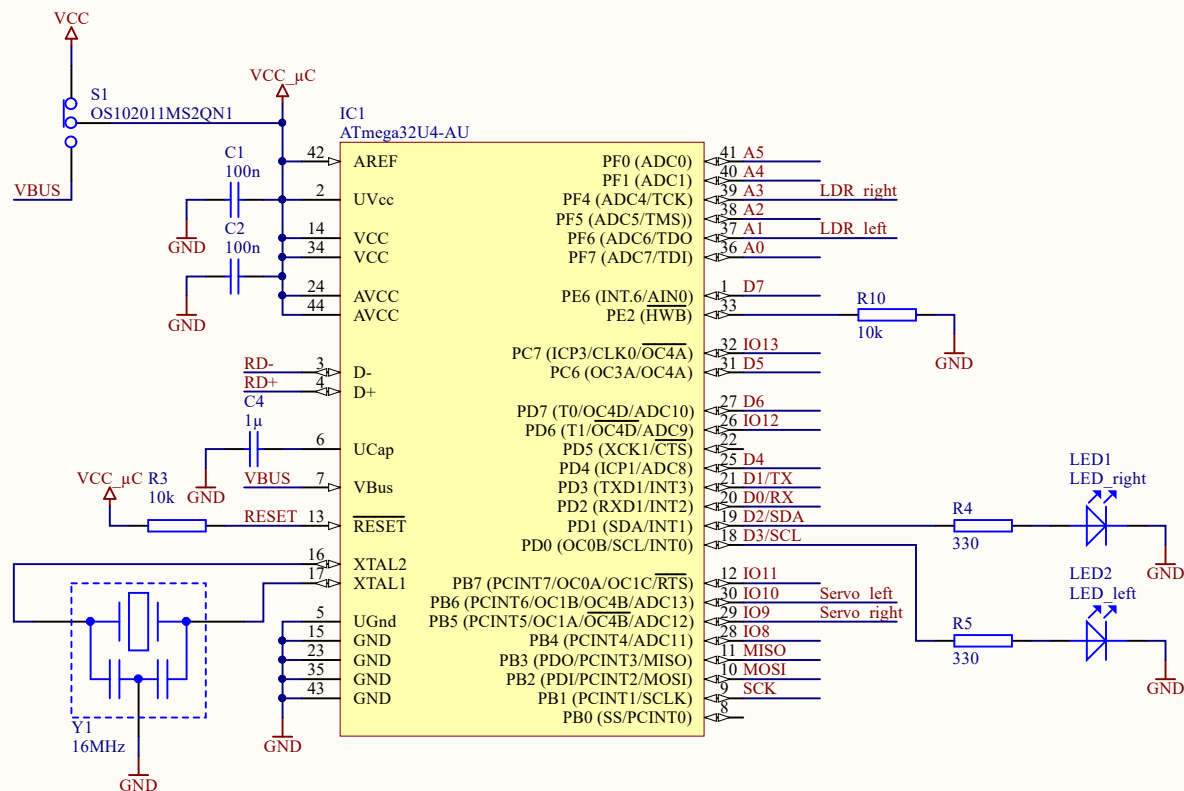 VCC
S1
OS102011MS2QN1
VBUS
VCC_µC
C1
100n
GND
C2
100n
GND
RD-
RD+
C4
1µ
GND
VBUS
VCC_µC
R3
10k
RESET
Y1
16MHz
GND
GND
IC1
ATmega32U4-AU
42 AREF
2 UVcc
14 VCC
34 VCC
24 AVCC
44 AVCC
3 D-
4 D+
6 UCap
7 VBus
13 RESET
16 XTAL2
17 XTAL1
5 UGnd
15 GND
23 GND
35 GND
43 GND
PF0 (ADC0) 41 A5
PF1 (ADC1) 40 A4
PF4 (ADC4/TCK) 39 A3 LDR_right
PF5 (ADC5/TMS)) 38 A2
PF6 (ADC6/TDO 37 A1 LDR_left
PF7 (ADC7/TDI) 36 A0
PE6 (INT.6/AIN0) 1 D7
PE2 (HWB) 33
R10
10k
GND
PC7 (ICP3/CLK0/OC4A) 32 IO13
PC6 (OC3A/OC4A) 31 D5
PD7 (T0/OC4D/ADC10) 27 D6
PD6 (T1/OC4D/ADC9) 26 IO12
PD5 (XCK1/CTS) 22
PD4 (ICP1/ADC8) 25 D4
PD3 (TXD1/INT3) 21 D1/TX
PD2 (RXD1/INT2) 20 D0/RX
PD1 (SDA/INT1) 19 D2/SDA
PD0 (OC0B/SCL/INT0) 18 D3/SCL
PB7 (PCINT7/OC0A/OC1C/RTS) 12 IO11
PB6 (PCINT6/OC1B/OC4B/ADC13) 30 IO10 Servo_left
PB5 (PCINT5/OC1A/OC4B/ADC12) 29 IO9 Servo_right
PB4 (PCINT4/ADC11) 28 IO8
PB3 (PDO/PCINT3/MISO) 11 MISO
PB2 (PDI/PCINT2/MOSI) 10 MOSI
PB1 (PCINT1/SCLK) 9 SCK
PB0 (SS/PCINT0) 8
R4
330
LED1
LED_right
GND
R5
330
LED2
LED_left
GND